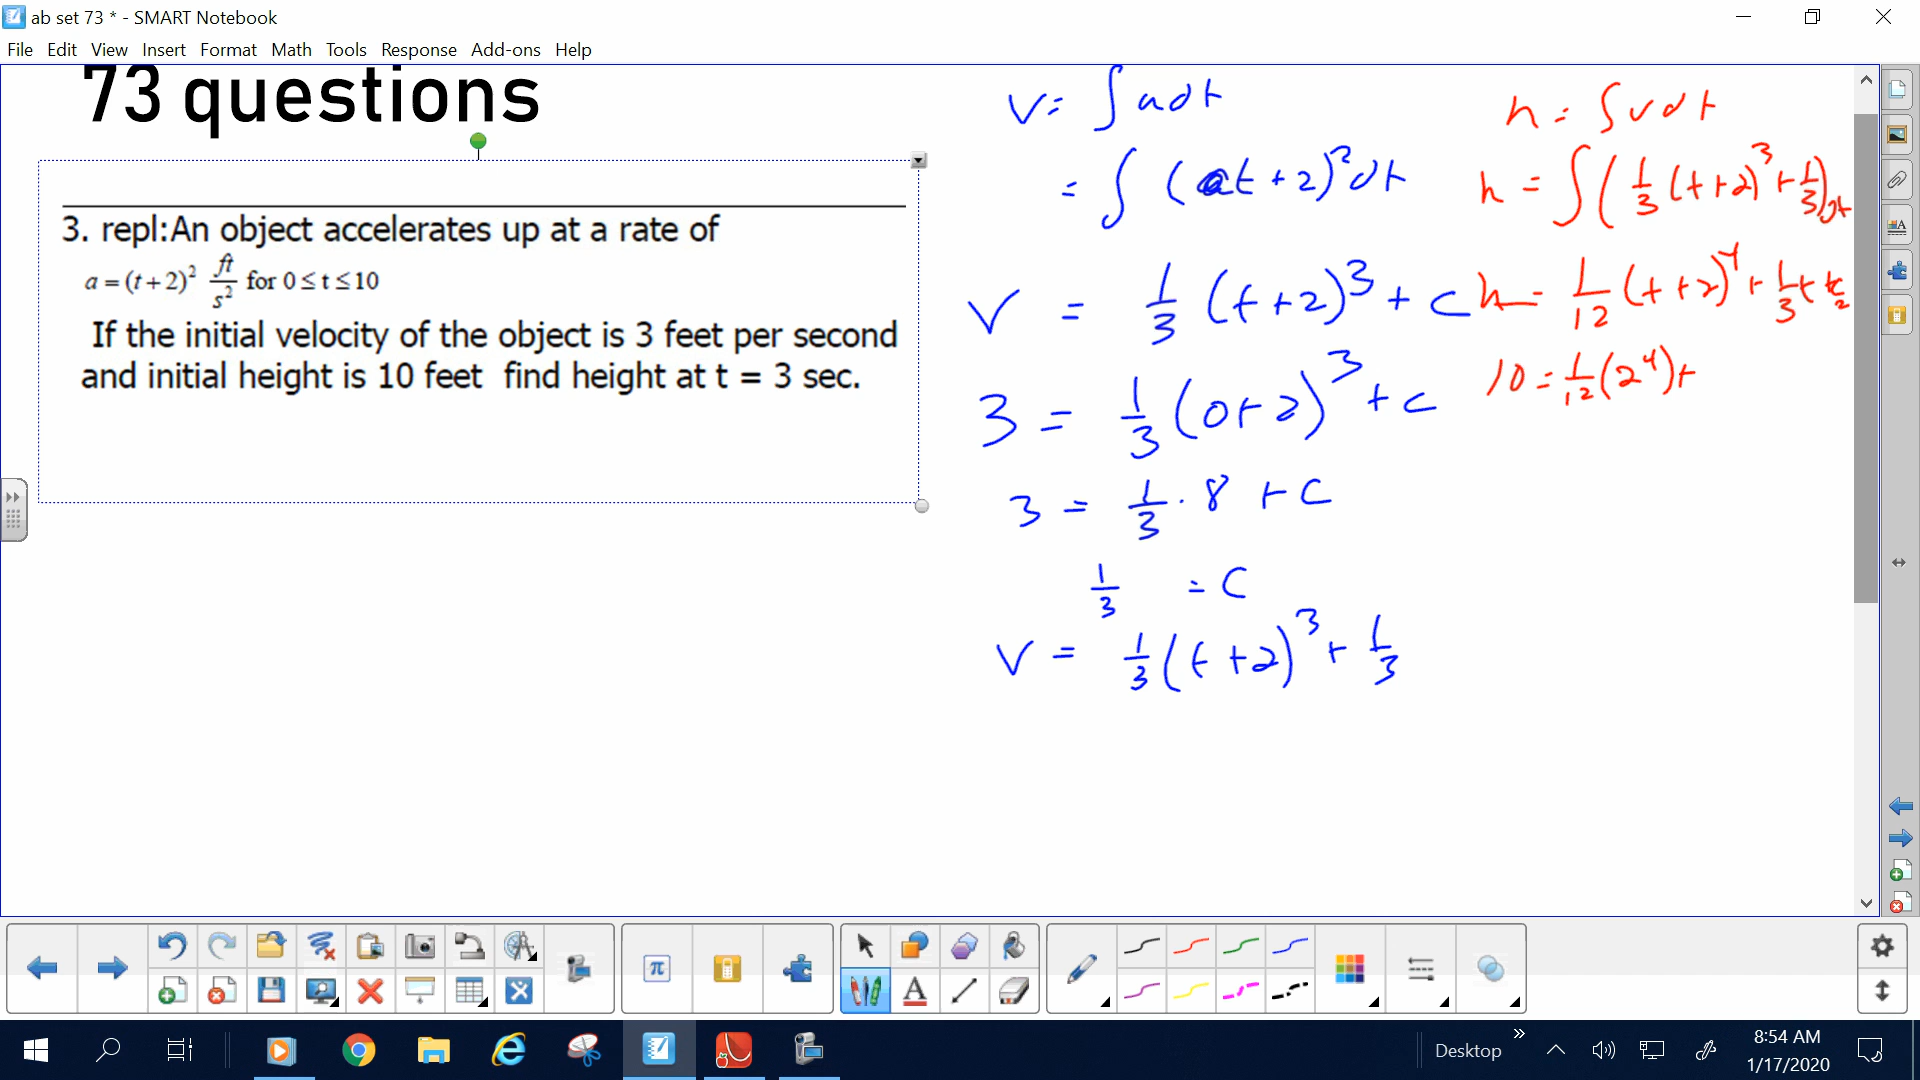 ab set 73 * - SMART Notebook
File Edit View Insert Format Math Tools Response Add-ons Help
73 questions
3. repl:An object accelerates up at a rate of
a = (t+2)² ft/s² for 0 ≤ t ≤ 10
If the initial velocity of the object is 3 feet per second
and initial height is 10 feet find height at t = 3 sec.
v = ∫ a dt
= ∫ (t + 2)² dt
v = 1/3 (t + 2)³ + c
3 = 1/3 (0 + 2)³ + c
3 = 1/3 · 8 + c
1/3 = c
v = 1/3 (t + 2)³ + 1/3
h = ∫ v dt
h = ∫ (1/3 (t + 2)³ + 1/3) dt
h = 1/12 (t + 2)⁴ + 1/3 t + c₂
10 = 1/12 (2⁴) +
π
A
Desktop
8:54 AM
1/17/2020